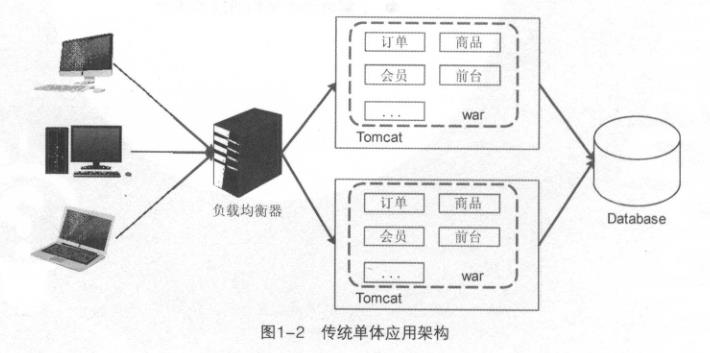 订单 商品
会员 前台
... war
Tomcat
负载均衡器
订单 商品
会员 前台
... war
Tomcat
Database
图1-2 传统单体应用架构